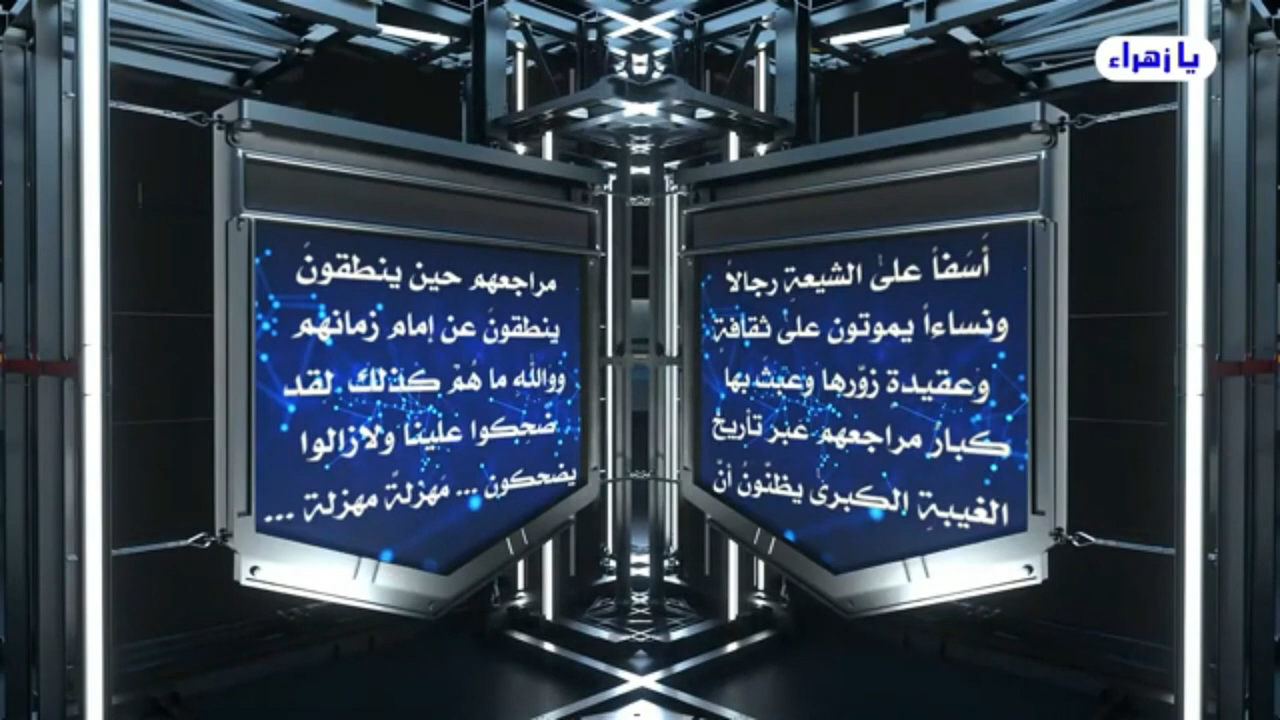 يا زهراء
أَسَفاً على الشيعةِ رجالاً
ونساءاً يموتون على ثقافةِ
وعقيدةِ زوّرها وعبثَ بها
كبار مراجعهم عبر تأريخ
الغيبةِ الكبرى يظنّونَ أنّ
مراجعهم حين ينطقونَ
ينطقونَ عن إمام زمانهم
ووالله ما هُمْ كذلك لقد
ضحكوا علينا ولازالوا
يضحكون ... مَهزلةٌ مهزلة ...